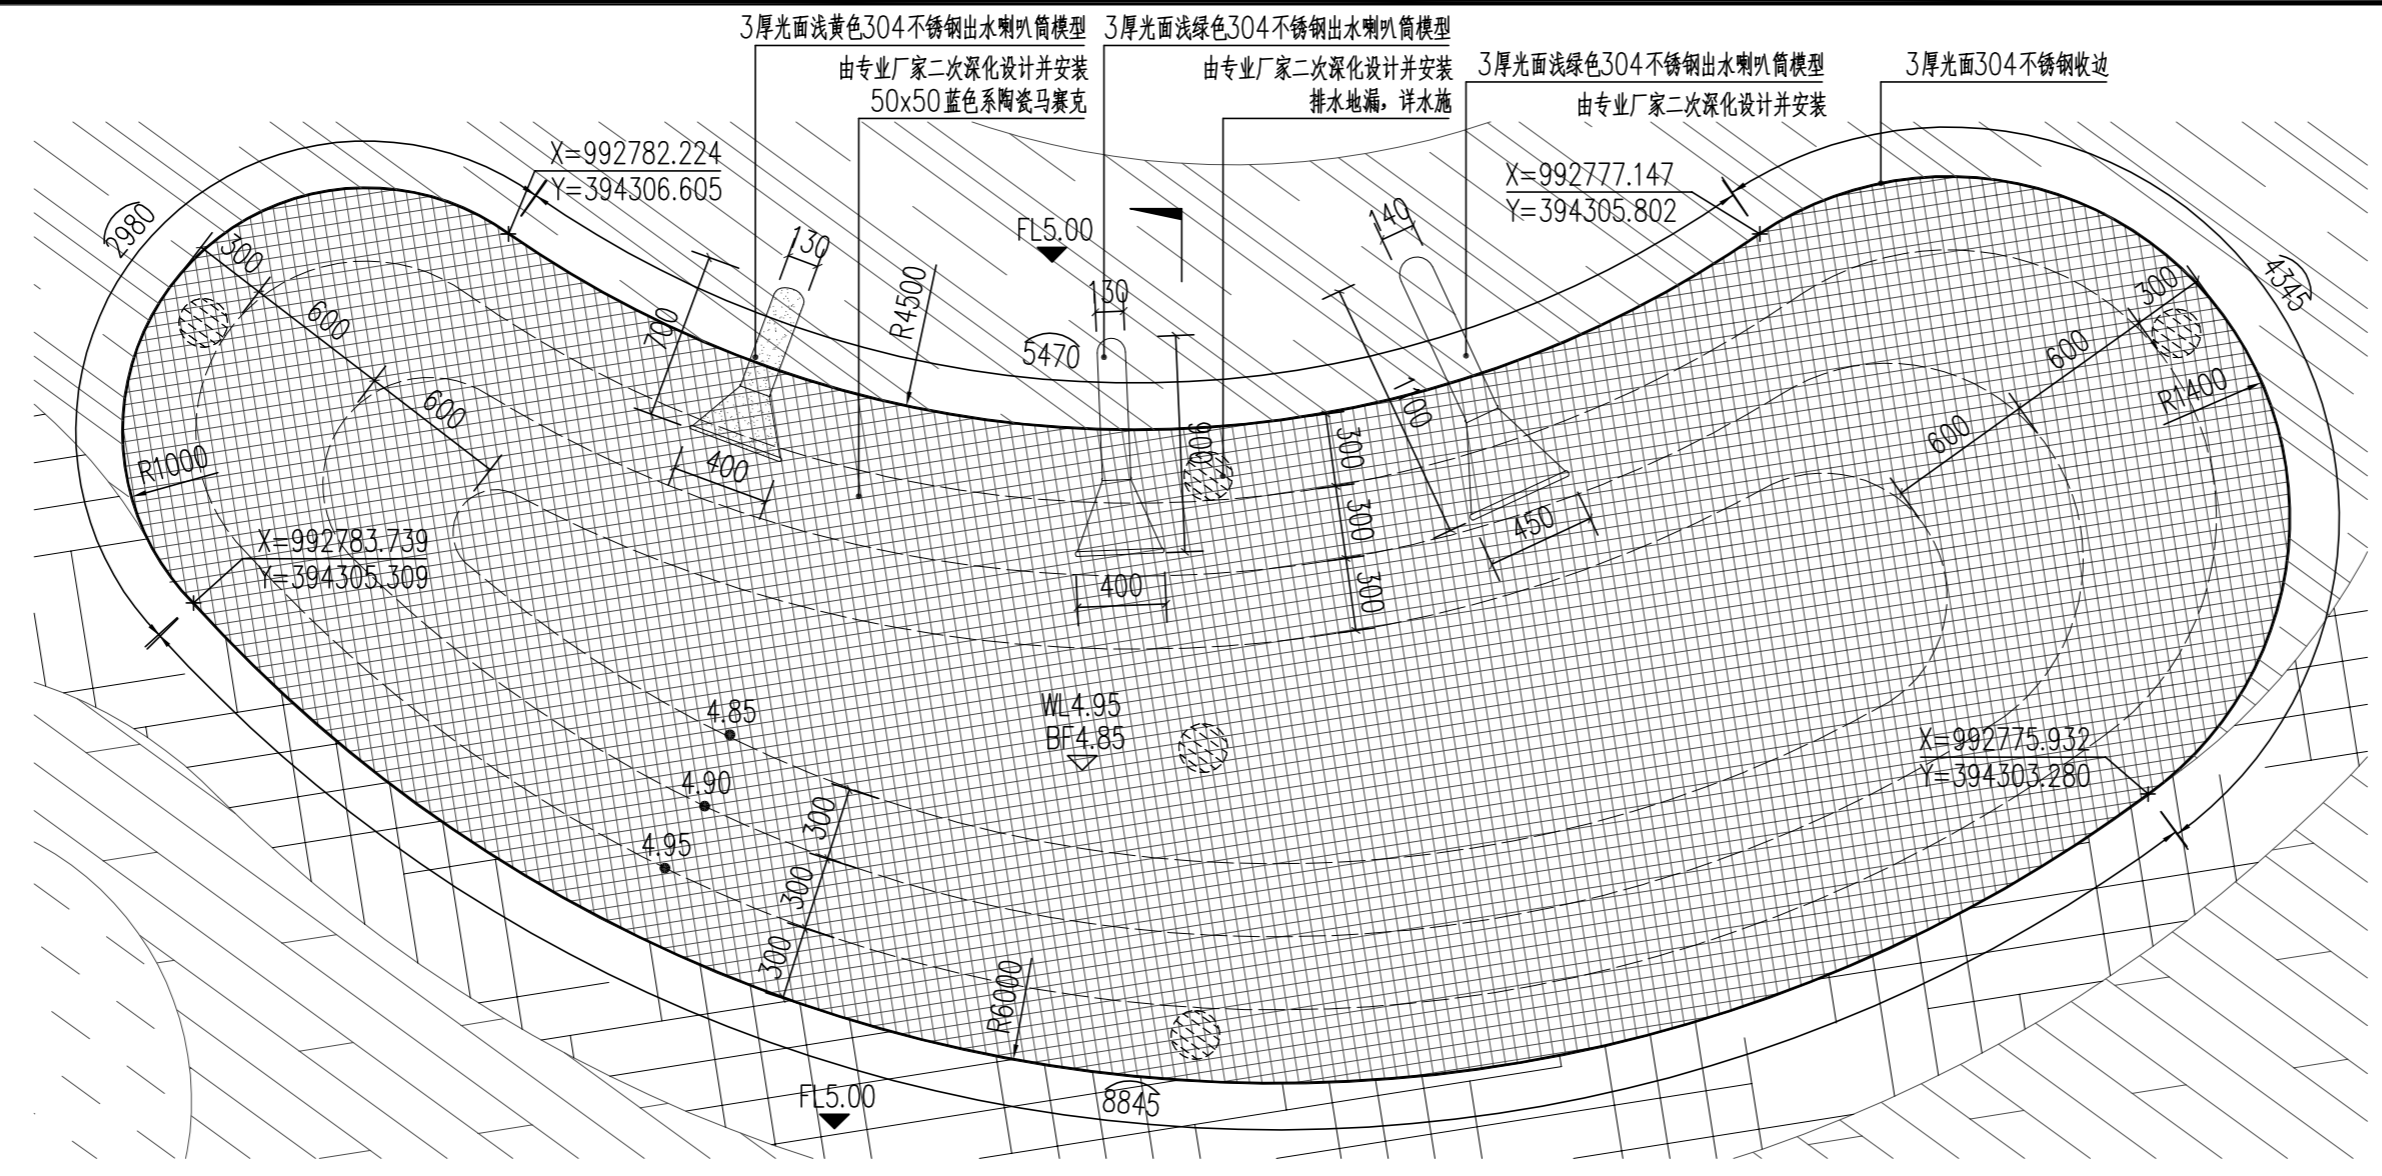 3厚光面浅黄色304不锈钢出水喇叭筒模型
由专业厂家二次深化设计并安装
50x50蓝色系陶瓷马赛克
3厚光面浅绿色304不锈钢出水喇叭筒模型
由专业厂家二次深化设计并安装
排水地漏，详水施
3厚光面浅绿色304不锈钢出水喇叭筒模型
由专业厂家二次深化设计并安装
3厚光面304不锈钢收边
X=992782.224
Y=394306.605
X=992777.147
Y=394305.802
2980
300
600
600
R1000
130
700
400
R4500
FL5.00
130
5470
900
400
140
1100
450
300
300
300
300
600
600
4345
R1400
X=992783.739
Y=394305.309
4.85
4.90
4.95
WL4.95
BF4.85
X=992775.932
Y=394303.280
300
300
300
R6000
FL5.00
8845